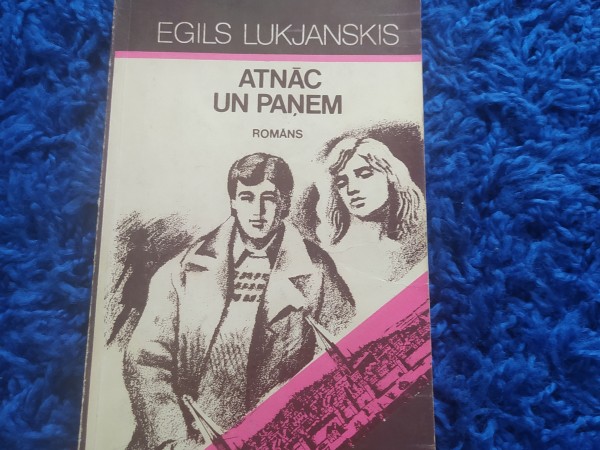 EGILS LUKJANSKIS
ATNĀC
UN PAŅEM
ROMĀNS